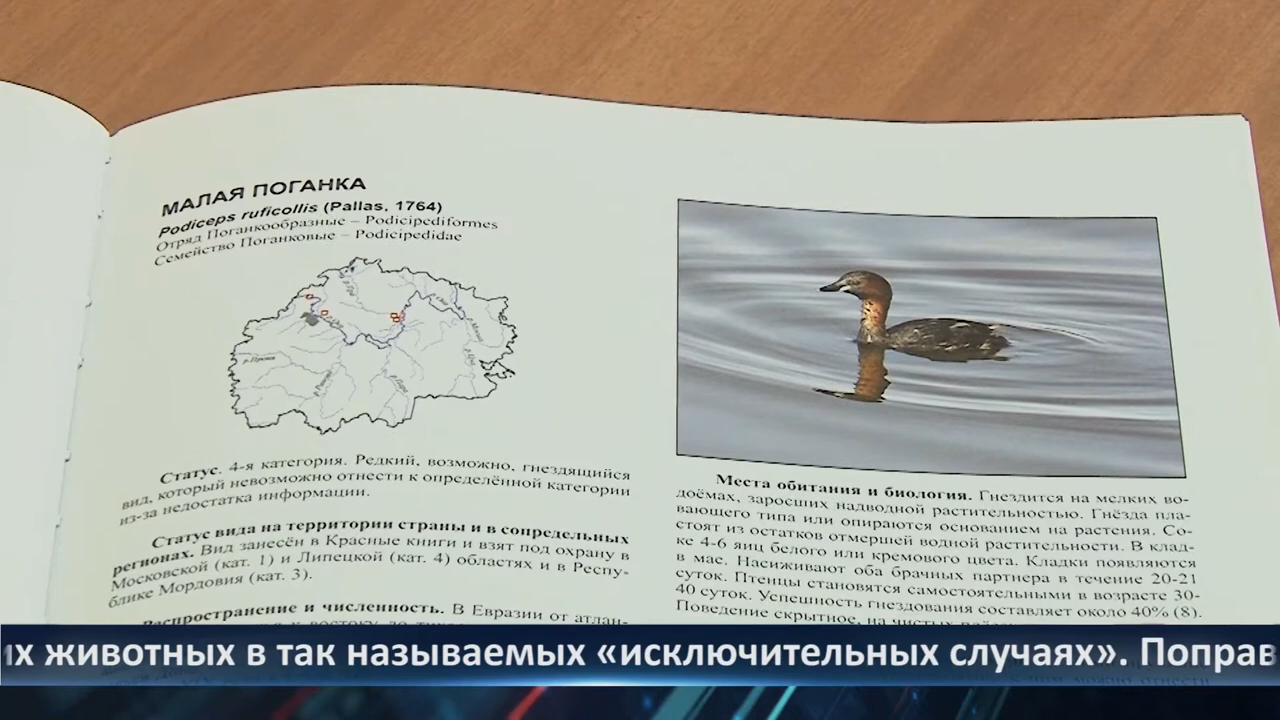 МАЛАЯ ПОГАНКА
Podiceps ruficollis (Pallas, 1764)
Отряд Поганкообразные – Podicipediformes
Семейство Поганковые – Podicipedidae
р.Проня
Статус. 4-я категория. Редкий, возможно, гнездящийся
вид, который невозможно отнести к определённой категории
из-за недостатка информации.
Статус вида на территории страны и в сопредельных
регионах. Вид занесён в Красные книги и взят под охрану в
Московской (кат. 1) и Липецкой (кат. 4) областях и в Респу-
блике Мордовия (кат. 3).
Распространение и численность. В Евразии от атлан-
Места обитания и биология. Гнездится на мелких во-
доёмах, заросших надводной растительностью. Гнёзда пла-
вающего типа или опираются основанием на растения. Со-
стоят из остатков отмершей водной растительности. В клад-
ке 4-6 яиц белого или кремового цвета. Кладки появляются
в мае. Насиживают оба брачных партнера в течение 20-21
суток. Птенцы становятся самостоятельными в возрасте 30-
40 суток. Успешность гнездования составляет около 40% (8).
Поведение скрытное, на чистых
их животных в так называемых «исключительных случаях». Поправ